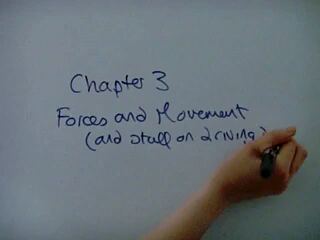 Chapter 3
Forces and Movement
(and stuff on driving)